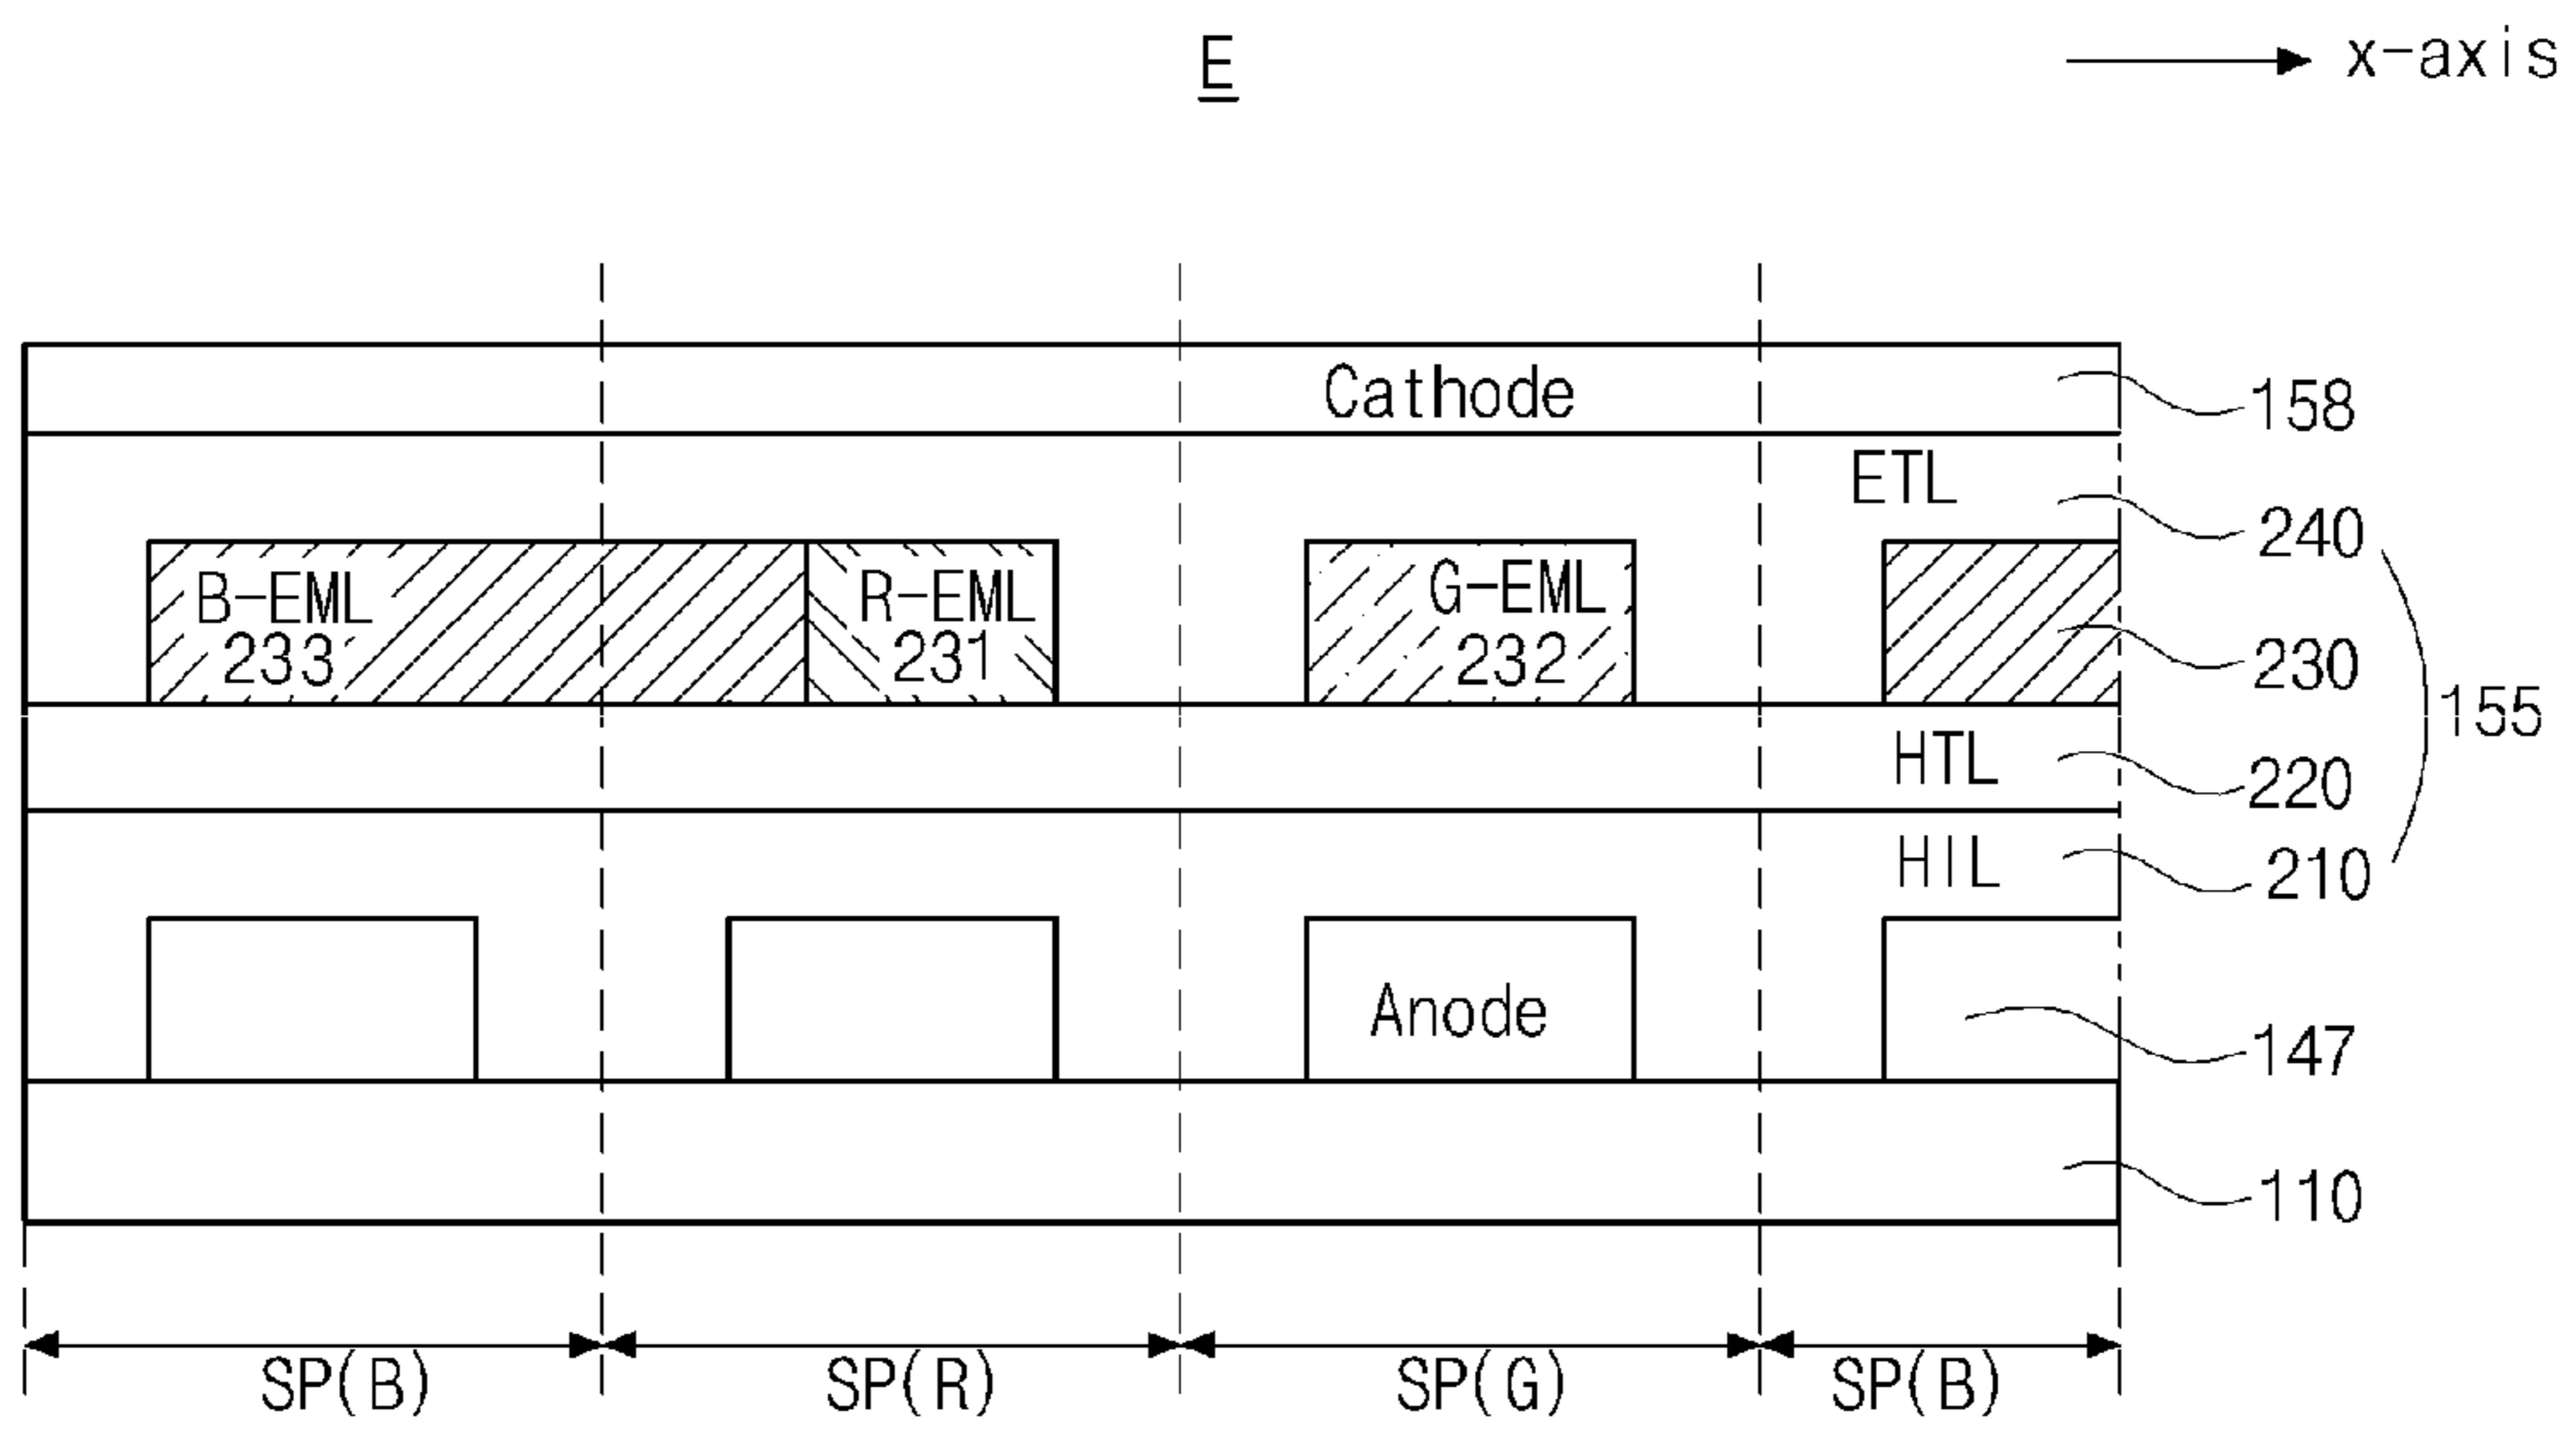 E
x-axis
Cathode
158
ETL
240
B-EML
233
R-EML
231
G-EML
232
230
155
HTL
220
HIL
210
Anode
147
110
SP(B)
SP(R)
SP(G)
SP(B)